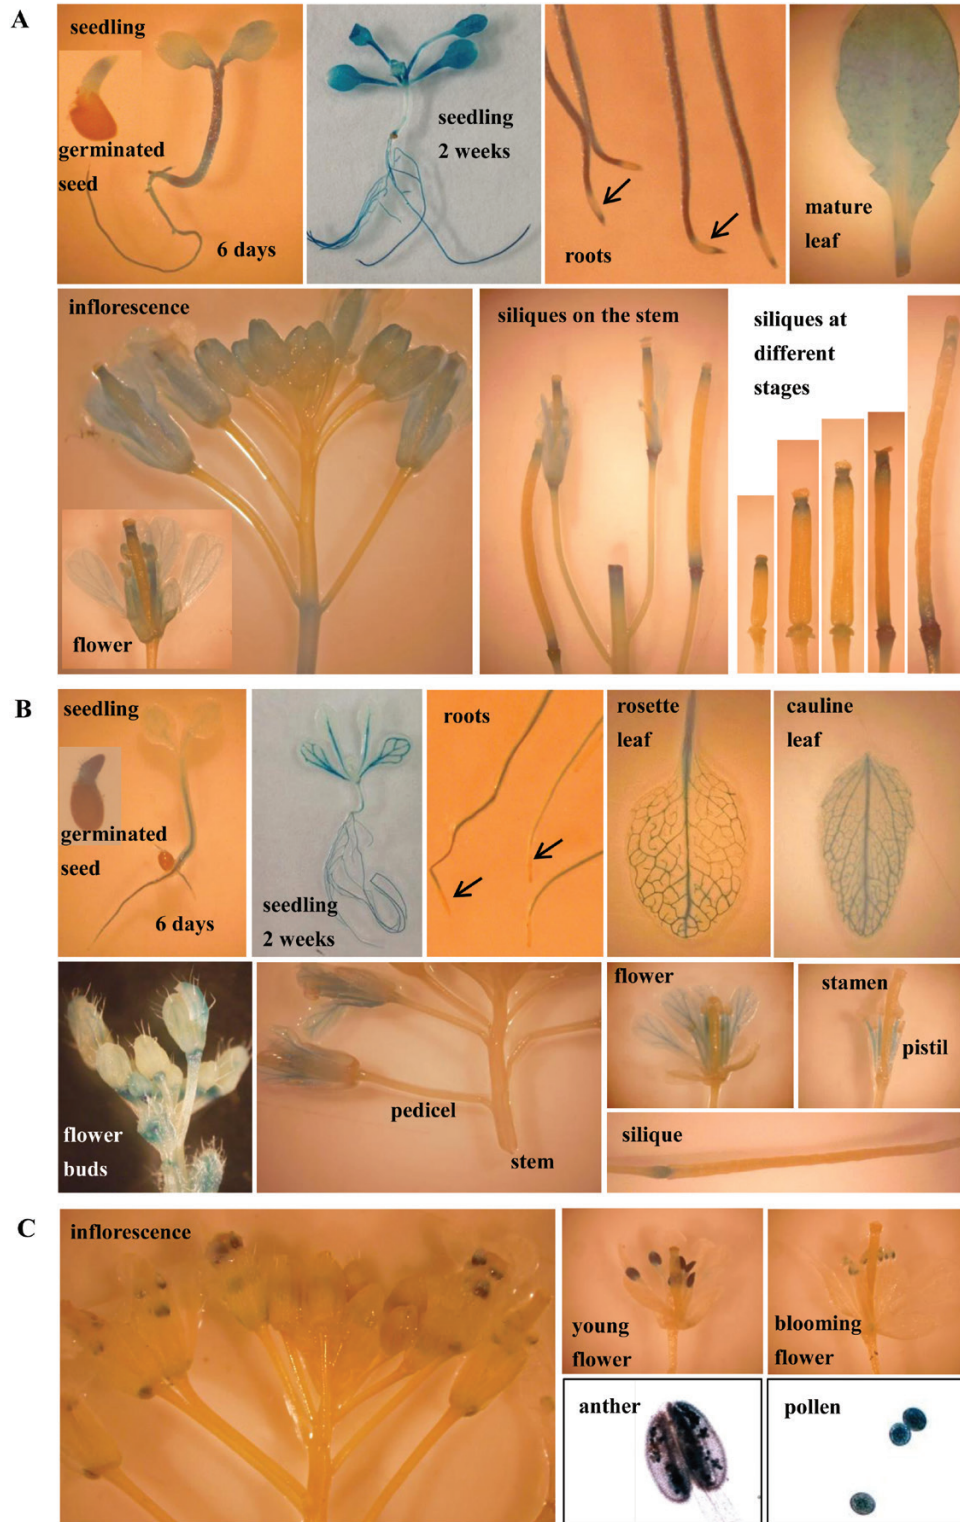 A
seedling
germinated
seed
6 days
seedling
2 weeks
roots
mature
leaf
inflorescence
flower
siliques on the stem
siliques at
different
stages
B
seedling
germinated
seed
6 days
seedling
2 weeks
roots
rosette
leaf
cauline
leaf
flower
buds
pedicel
stem
flower
stamen
pistil
silique
C
inflorescence
young
flower
blooming
flower
anther
pollen